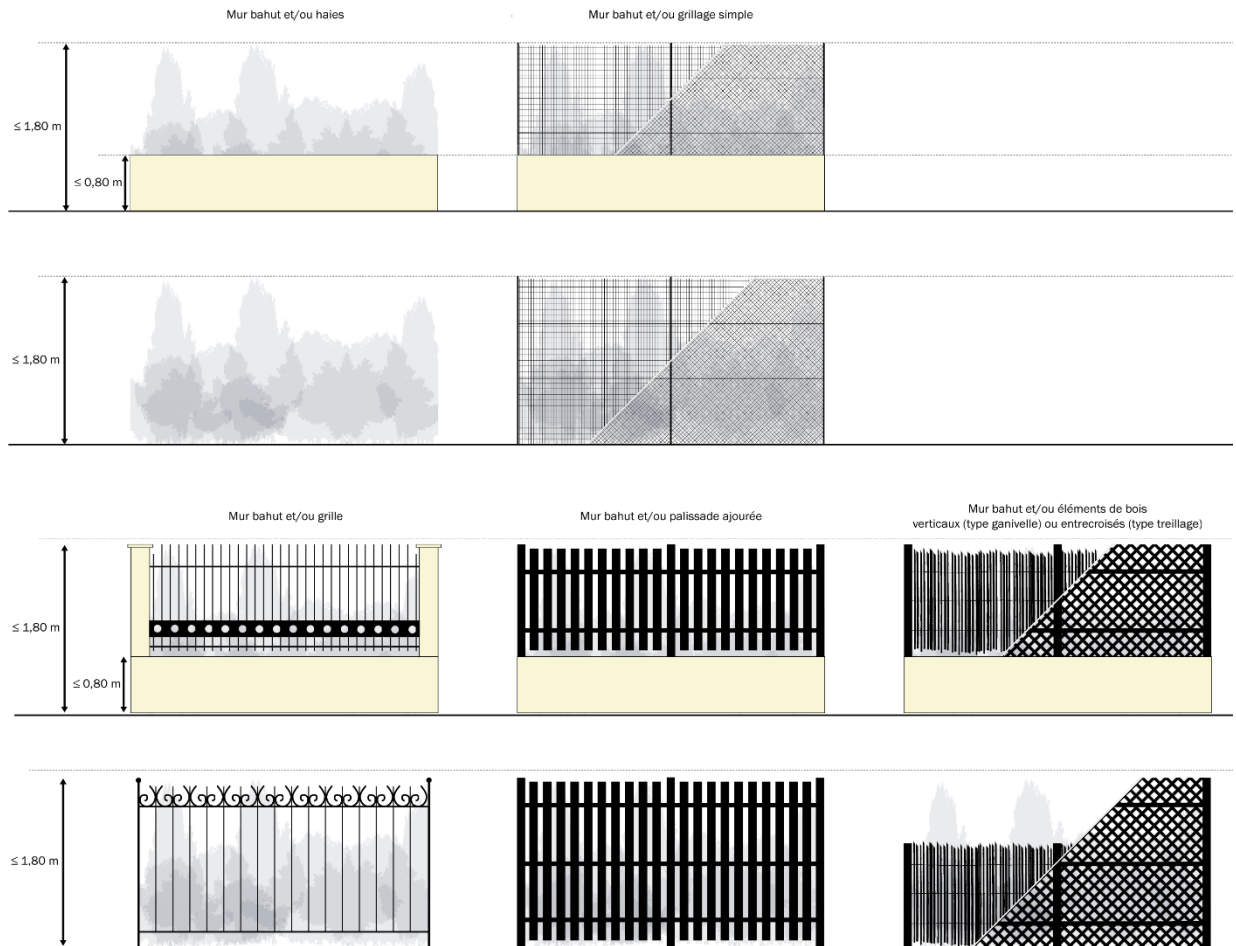 Mur bahut et/ou haies
Mur bahut et/ou grillage simple
≤ 1,80 m
≤ 0,80 m
≤ 1,80 m
Mur bahut et/ou grille
Mur bahut et/ou palissade ajourée
Mur bahut et/ou éléments de bois
verticaux (type ganivelle) ou entrecroisés (type treillage)
≤ 1,80 m
≤ 0,80 m
≤ 1,80 m